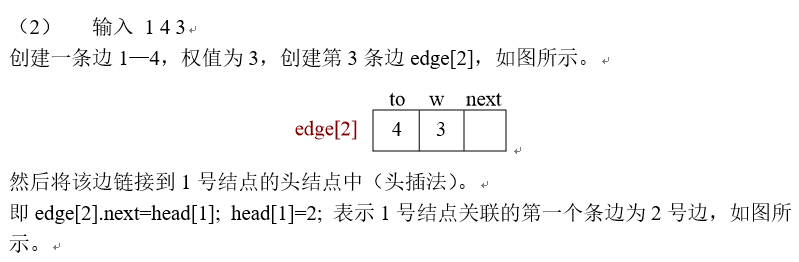 （2） 输入 1 4 3↵
创建一条边 1—4，权值为 3，创建第 3 条边 edge[2]，如图所示。↵
to w next
edge[2] 4 3 ↵
然后将该边链接到 1 号结点的头结点中（头插法）。↵
即 edge[2].next=head[1]; head[1]=2; 表示 1 号结点关联的第一个条边为 2 号边，如图所
示。↵